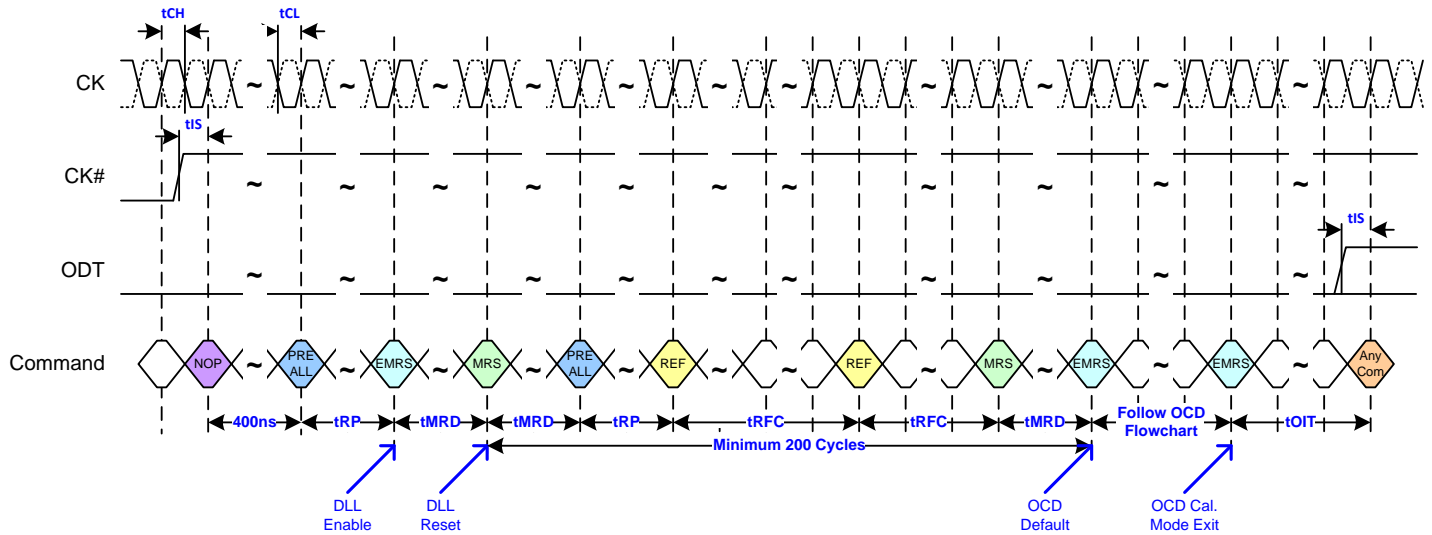 tCH
tCL
CK
~ ~ ~ ~ ~ ~ ~ ~ ~ ~ ~ ~
tIS
CK#
~ ~ ~ ~ ~ ~ ~ ~ ~ ~ ~ ~
tIS
ODT
~ ~ ~ ~ ~ ~ ~ ~ ~ ~ ~ ~
Command
NOP
~
PRE
ALL
~
EMRS
~
MRS
~
PRE
ALL
~
REF
~ ~
REF
~
MRS
~
EMRS
~
EMRS
~
Any
Com
400ns
tRP
tMRD
tMRD
tRP
tRFC
tRFC
tMRD
Follow OCD
Flowchart
tOIT
Minimum 200 Cycles
DLL
Enable
DLL
Reset
OCD
Default
OCD Cal.
Mode Exit